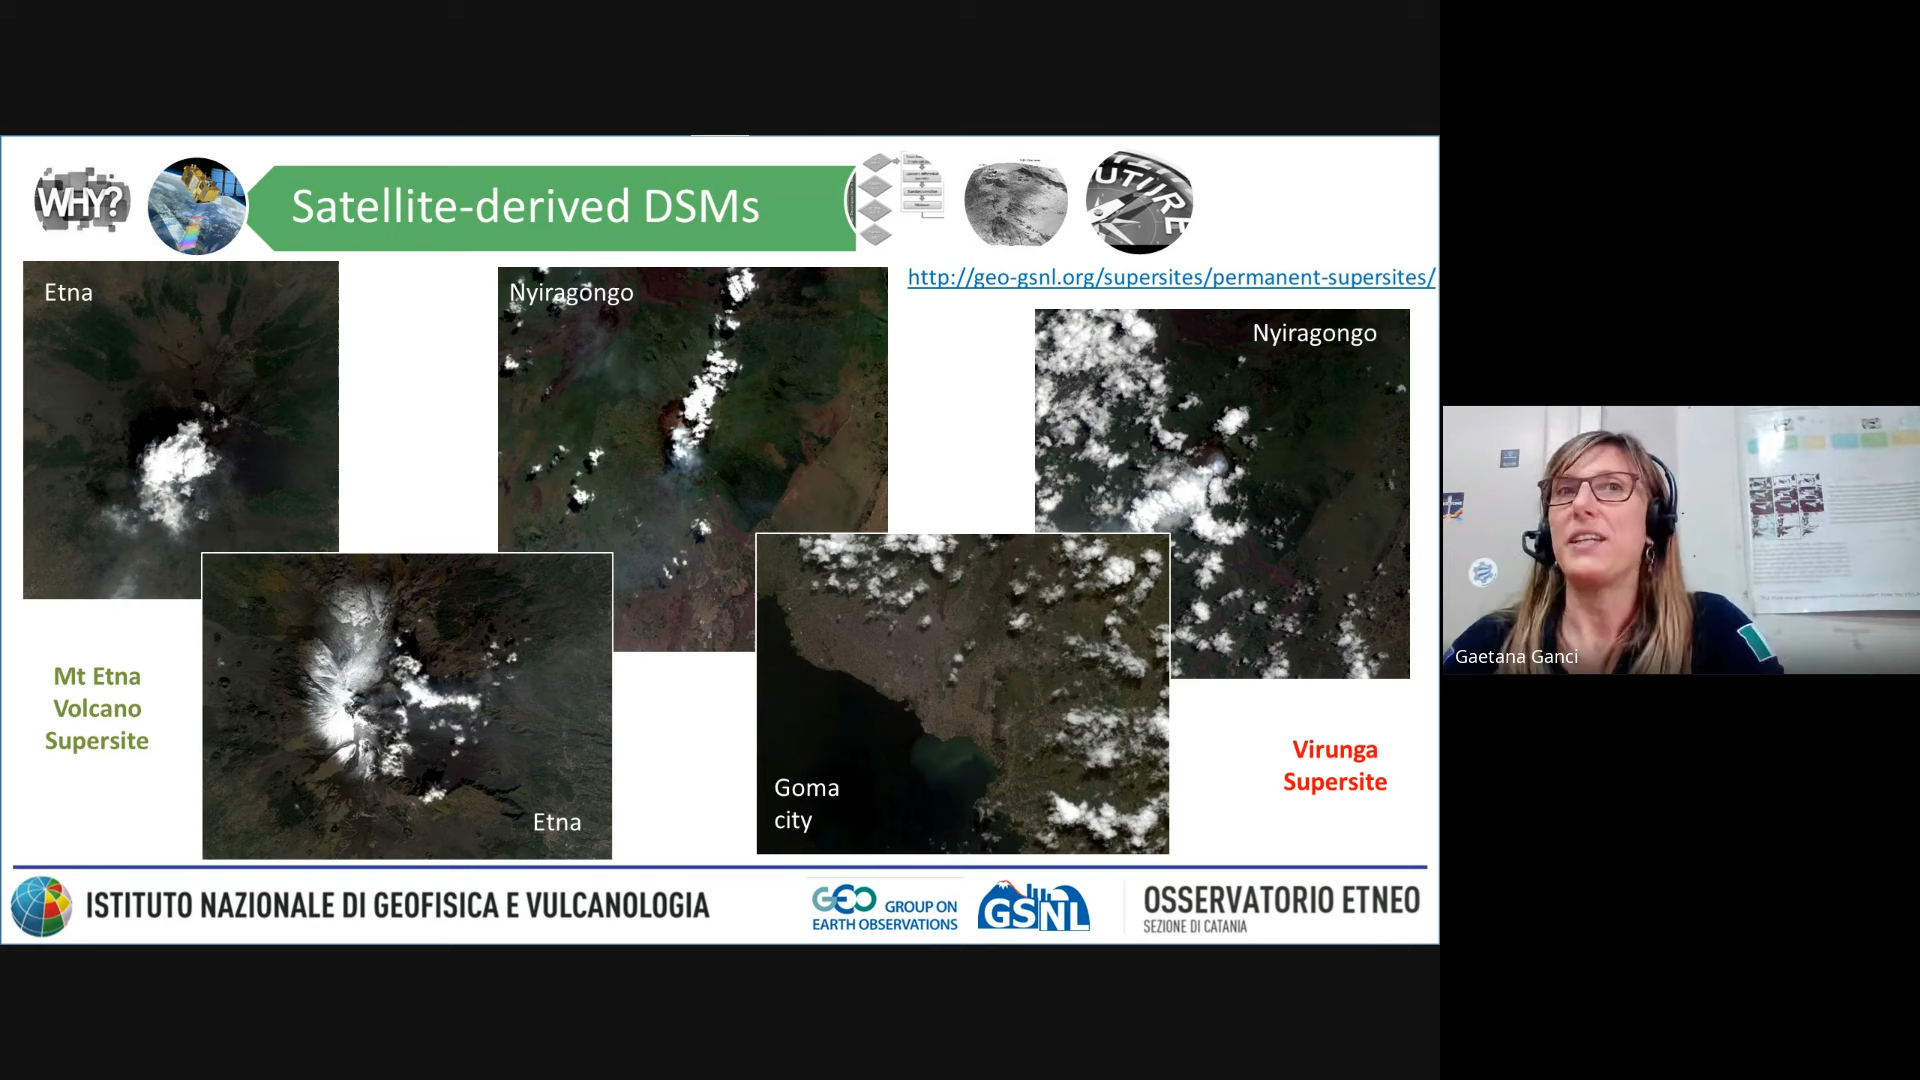 WHY?
Satellite-derived DSMs
FUTURE
http://geo-gsnl.org/supersites/permanent-supersites/
Etna
Nyiragongo
Nyiragongo
Mt Etna
Volcano
Supersite
Etna
Goma
city
Virunga
Supersite
Gaetana Ganci
ISTITUTO NAZIONALE DI GEOFISICA E VULCANOLOGIA
GEO GROUP ON
EARTH OBSERVATIONS
GSNL
OSSERVATORIO ETNEO
SEZIONE DI CATANIA